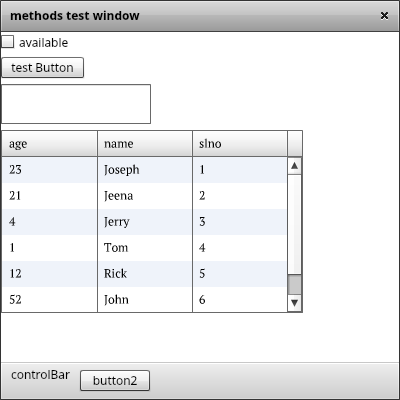 methods test window
available
test Button
age name slno
23 Joseph 1
21 Jeena 2
4 Jerry 3
1 Tom 4
12 Rick 5
52 John 6
controlBar button2